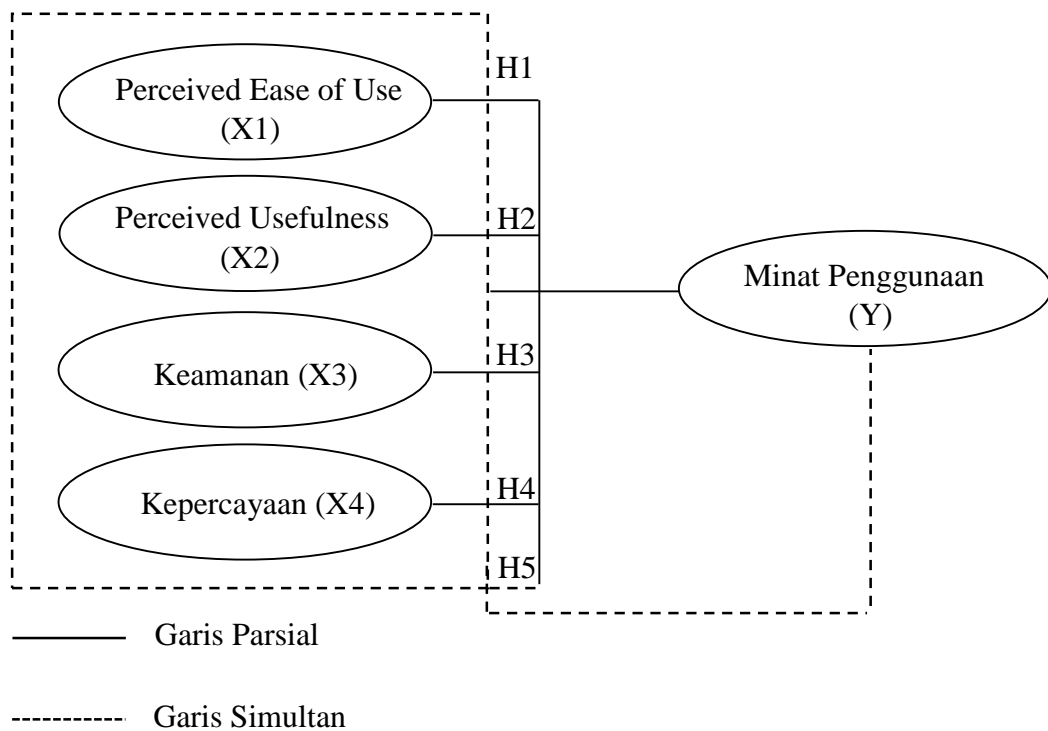 H1
Perceived Ease of Use
(X1)
Perceived Usefulness
(X2)
H2
Minat Penggunaan
(Y)
H3
Keamanan (X3)
Kepercayaan (X4)
H4
H5
Garis Parsial
Garis Simultan